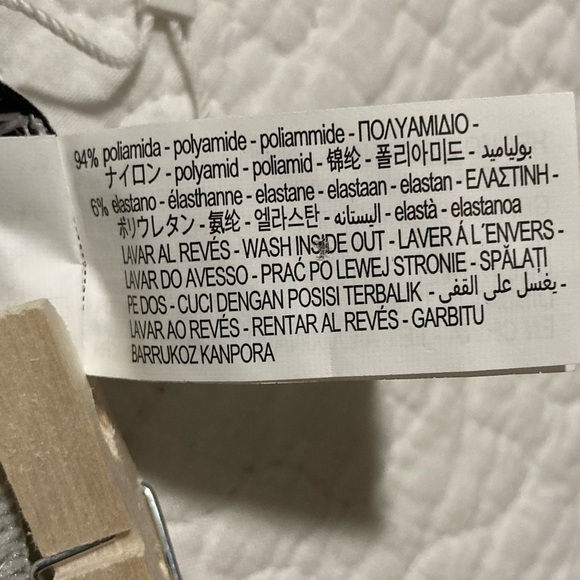 94% poliamida - polyamide - poliammide - ΠΟΛΥΑΜΙΔΙΟ -
ナイロン - polyamid - poliamid - 锦纶 - 폴리아미드 - بولياميد
6% elastano - élasthanne - elastane - elastaan - elastan - ΕΛΑΣΤΙΝΗ -
ポリウレタン - 氨纶 - 엘라스탄 - اليستانه - elastà - elastanoa
LAVAR AL REVÉS - WASH INSIDE OUT - LAVER Á L´ENVERS -
LAVAR DO AVESSO - PRAĆ PO LEWEJ STRONIE - SPĂLAȚI
PE DOS - CUCI DENGAN POSISI TERBALIK - يغسل على القفى -
LAVAR AO REVÉS - RENTAR AL REVÉS - GARBITU
BARRUKOZ KANPORA